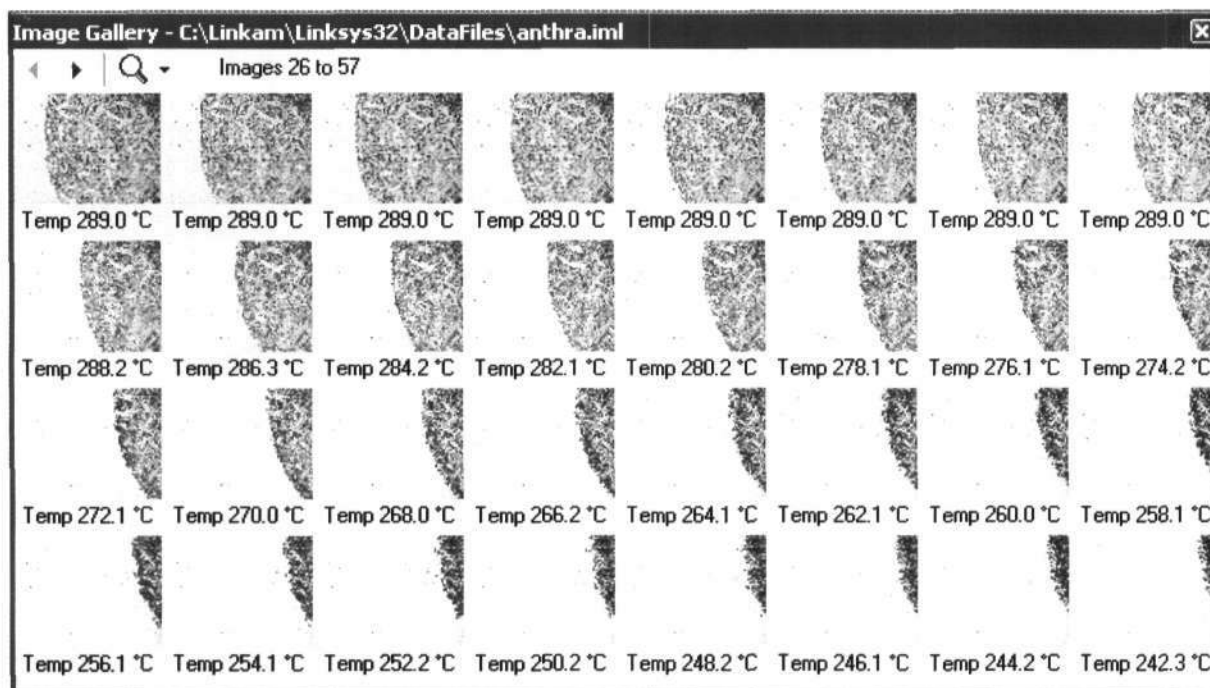 Image Gallery - C:\Linkam\Linksys32\DataFiles\anthra.iml
Images 26 to 57
Temp 289.0 °C Temp 289.0 °C Temp 289.0 °C Temp 289.0 °C Temp 289.0 °C Temp 289.0 °C Temp 289.0 °C Temp 289.0 °C
Temp 288.2 °C Temp 286.3 °C Temp 284.2 °C Temp 282.1 °C Temp 280.2 °C Temp 278.1 °C Temp 276.1 °C Temp 274.2 °C
Temp 272.1 °C Temp 270.0 °C Temp 268.0 °C Temp 266.2 °C Temp 264.1 °C Temp 262.1 °C Temp 260.0 °C Temp 258.1 °C
Temp 256.1 °C Temp 254.1 °C Temp 252.2 °C Temp 250.2 °C Temp 248.2 °C Temp 246.1 °C Temp 244.2 °C Temp 242.3 °C